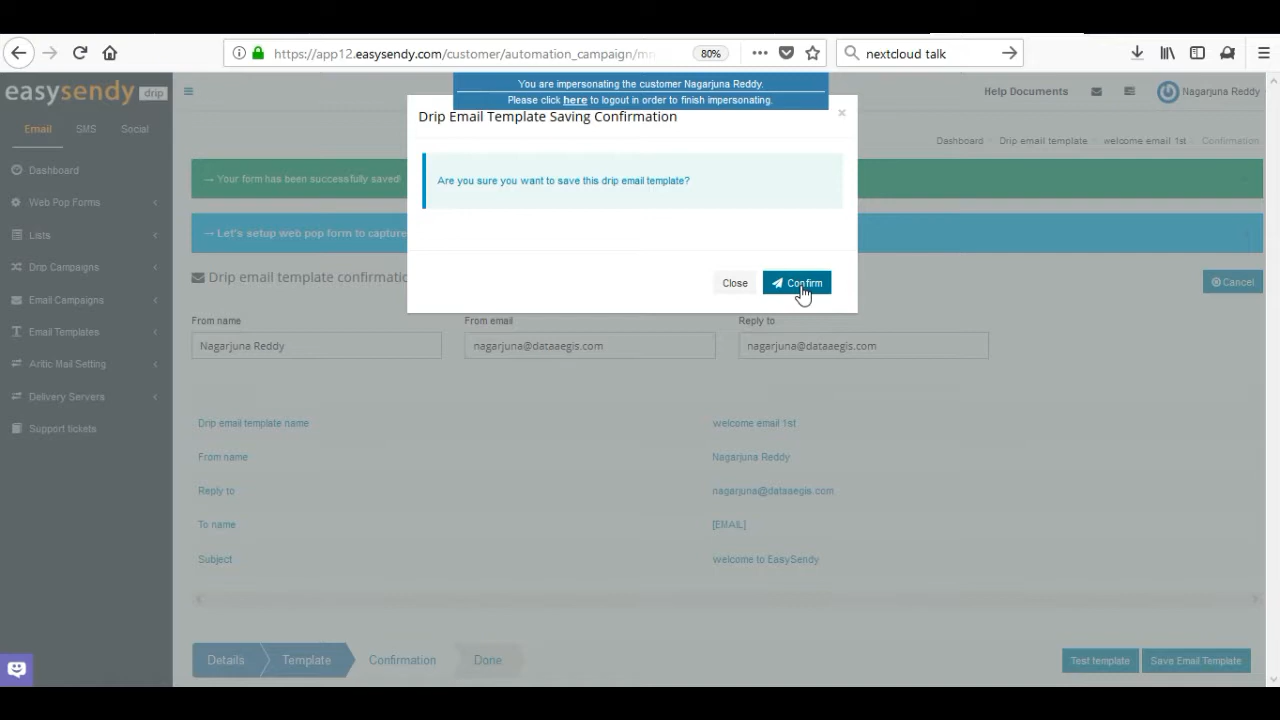 https://app12.easysendy.com/customer/automation_campaign/m
80%
nextcloud talk
You are impersonating the customer Nagarjuna Reddy.
Please click here to logout in order to finish impersonating.
easysendy drip
Help Documents
Nagarjuna Reddy
Email SMS Social
Dashboard
Web Pop Forms
Lists
Drip Campaigns
Email Campaigns
Email Templates
Aritic Mail Setting
Delivery Servers
Support tickets
Dashboard Drip email template welcome email 1st Confirmation
→ Your form has been successfully saved!
→ Let's setup web pop form to capture
Drip Email Template Saving Confirmation
×
Are you sure you want to save this drip email template?
Close
Confirm
Drip email template confirmatio
Cancel
From name
From email
Reply to
Nagarjuna Reddy
nagarjuna@dataaegis.com
nagarjuna@dataaegis.com
Drip email template name welcome email 1st
From name Nagarjuna Reddy
Reply to nagarjuna@dataaegis.com
To name [EMAIL]
Subject welcome to EasySendy
Details Template Confirmation Done
Test template
Save Email Template